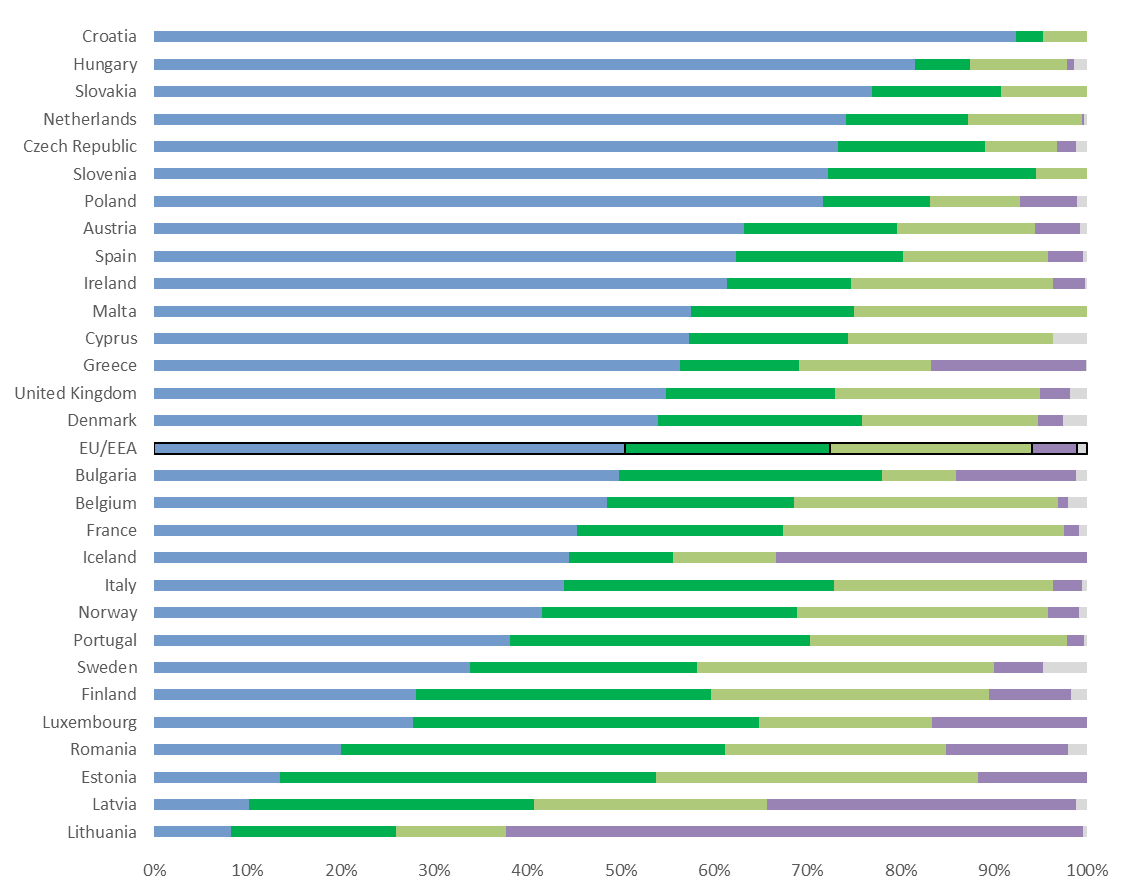 Croatia
Hungary
Slovakia
Netherlands
Czech Republic
Slovenia
Poland
Austria
Spain
Ireland
Malta
Cyprus
Greece
United Kingdom
Denmark
EU/EEA
Bulgaria
Belgium
France
Iceland
Italy
Norway
Portugal
Sweden
Finland
Luxembourg
Romania
Estonia
Latvia
Lithuania
0% 10% 20% 30% 40% 50% 60% 70% 80% 90% 100%